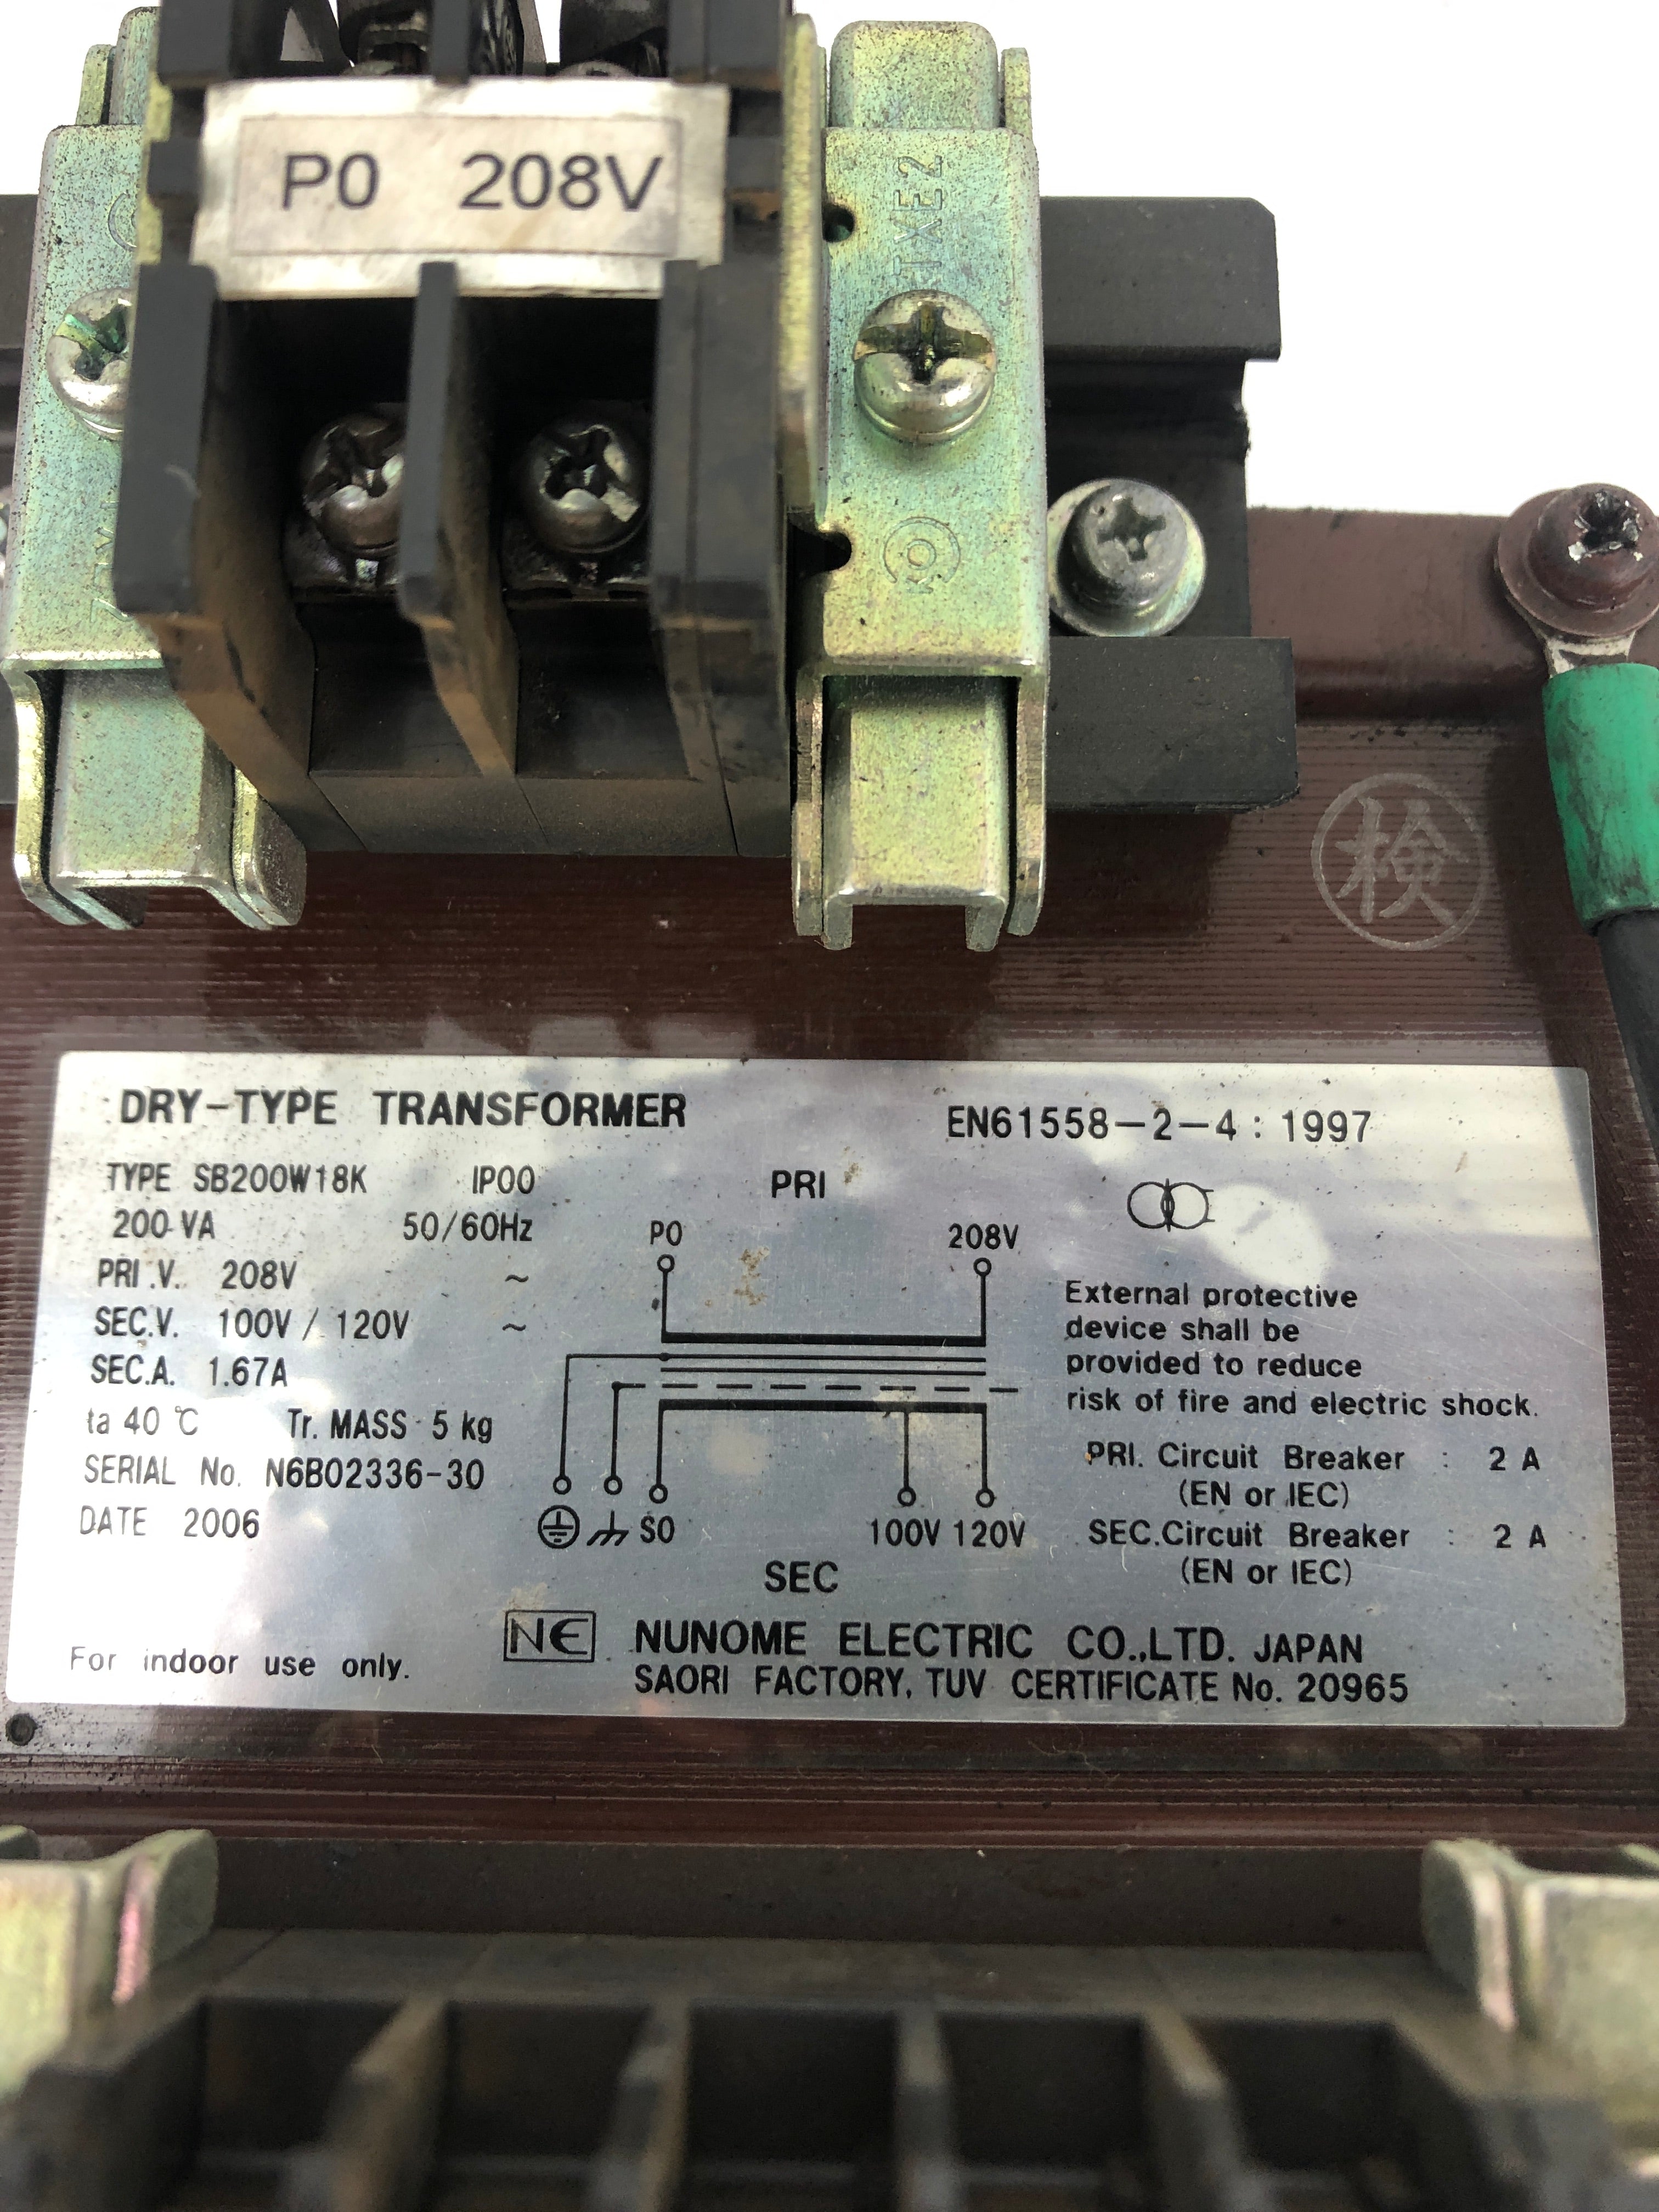 P0 208V
TXE2
検
DRY-TYPE TRANSFORMER EN61558-2-4:1997
TYPE SB200W18K IP00
200 VA 50/60Hz
PRI.V. 208V ~
SEC.V. 100V / 120V ~
SEC.A. 1.67A
ta 40 ℃ Tr. MASS 5 kg
SERIAL No. N6B02336-30
DATE 2006
PRI
P0 208V
S0 100V 120V
SEC
External protective
device shall be
provided to reduce
risk of fire and electric shock.
PRI. Circuit Breaker : 2 A
(EN or IEC)
SEC.Circuit Breaker : 2 A
(EN or IEC)
For indoor use only.
NE NUNOME ELECTRIC CO.,LTD. JAPAN
SAORI FACTORY, TUV CERTIFICATE No. 20965